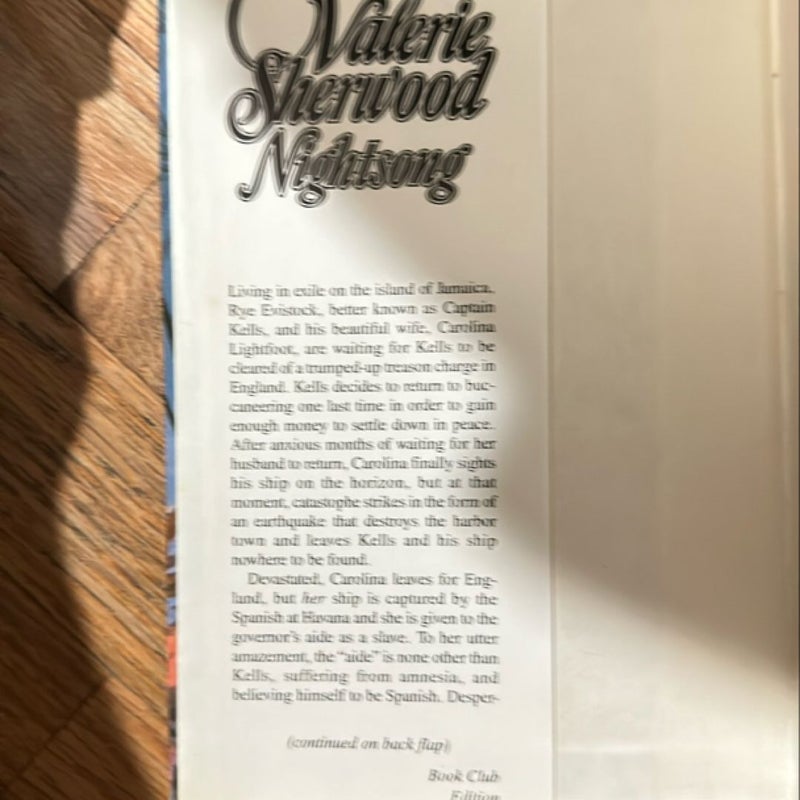 Valerie
Sherwood
Nightsong
Living in exile on the island of Jamaica,
Rye Evistock, better known as Captain
Kells, and his beautiful wife, Carolina
Lightfoot, are waiting for Kells to be
cleared of a trumped-up treason charge in
England. Kells decides to return to buc-
caneering one last time in order to gain
enough money to settle down in peace.
After anxious months of waiting for her
husband to return, Carolina finally sights
his ship on the horizon, but at that
moment, catastophe strikes in the form of
an earthquake that destroys the harbor
town and leaves Kells and his ship
nowhere to be found.
Devastated, Carolina leaves for Eng-
land, but her ship is captured by the
Spanish at Havana and she is given to the
governor's aide as a slave. To her utter
amazement, the "aide" is none other than
Kells, suffering from amnesia, and
believing himself to be Spanish. Desper-
(continued on back flap)
Book Club
Edition